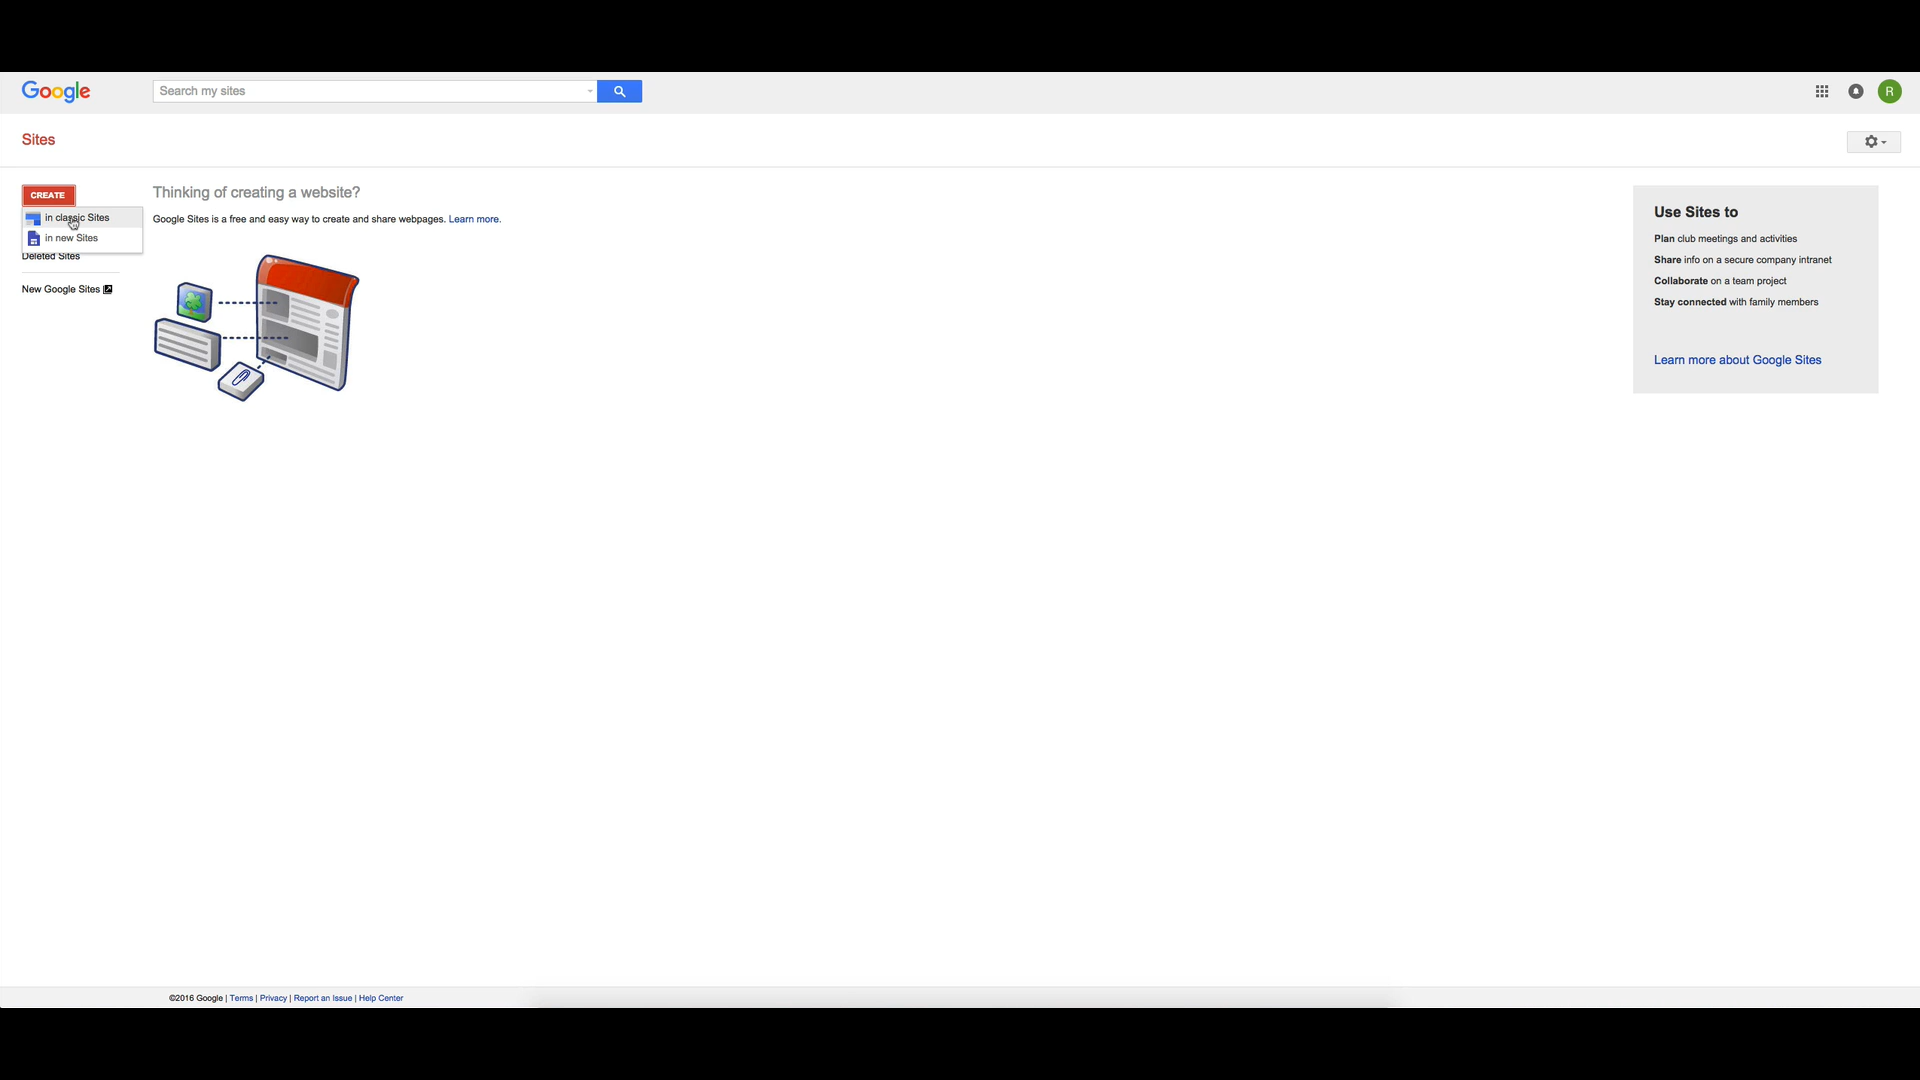 Google
Search my sites
R
Sites
CREATE
in classic Sites
in new Sites
Deleted Sites
New Google Sites
Thinking of creating a website?
Google Sites is a free and easy way to create and share webpages. Learn more.
Use Sites to
Plan club meetings and activities
Share info on a secure company intranet
Collaborate on a team project
Stay connected with family members
Learn more about Google Sites
©2016 Google | Terms | Privacy | Report an Issue | Help Center